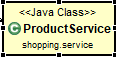 <<Java Class>>
ProductService
shopping.service